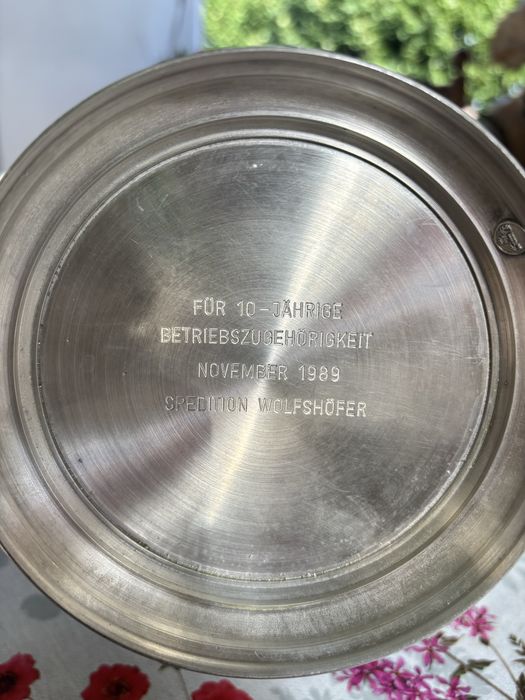 FÜR 10-JÄHRIGE
BETRIEBSZUGEHÖRIGKEIT
NOVEMBER 1989
SPEDITION WOLFSHÖFER